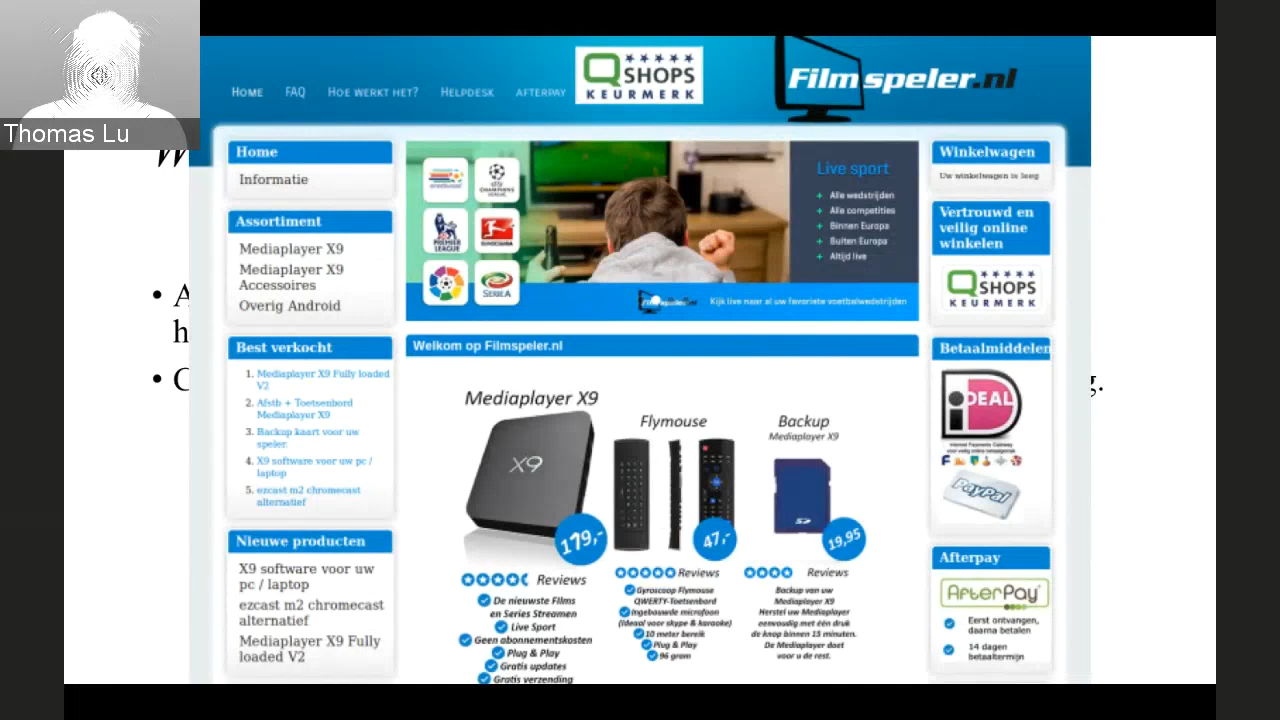 Thomas Lu
HOME
FAQ
HOE WERKT HET?
HELPDESK
AFTERPAY
QSHOPS
KEURMERK
Filmspeler.nl
W
• A
h
• C
g.
Home
Informatie
Assortiment
Mediaplayer X9
Mediaplayer X9
Accessoires
Overig Android
Best verkocht
1. Mediaplayer X9 Fully loaded
V2
2. Afstb + Toetsenbord
Mediaplayer X9
3. Backup kaart voor uw
speler.
4. X9 software voor uw pc /
laptop
5. ezcast m2 chromecast
alternatief
Nieuwe producten
X9 software voor uw
pc / laptop
ezcast m2 chromecast
alternatief
Mediaplayer X9 Fully
loaded V2
CHAMPIONS
LEAGUE
PREMIER
LEAGUE
BUNDESLIGA
SERIE A
Live sport
+ Alle wedstrijden
+ Alle competities
+ Binnen Europa
+ Buiten Europa
+ Altijd live
Kijk live naar al uw favoriete voetbalwedstrijden
Welkom op Filmspeler.nl
Mediaplayer X9
X9
179,-
Reviews
De nieuwste Films
en Series Streamen
Live Sport
Geen abonnementskosten
Plug & Play
Gratis updates
Gratis verzending
Flymouse
47,-
Reviews
Gyroscoop Flymouse
QWERTY-Toetsenbord
Ingebouwde microfoon
(Ideaal voor skype & karaoke)
10 meter bereik
Plug & Play
96 gram
Backup
Mediaplayer X9
19,95
Reviews
Backup van uw
Mediaplayer X9
Herstel uw Mediaplayer
eenvoudig met één druk
de knop binnen 15 minuten.
De Mediaplayer doet
voor u de rest.
Winkelwagen
Uw winkelwagen is leeg
Vertrouwd en
veilig online
winkelen
QSHOPS
KEURMERK
Betaalmiddelen
iDEAL
PayPal
Afterpay
AfterPay
Eerst ontvangen,
daarna betalen
14 dagen
betaaltermijn